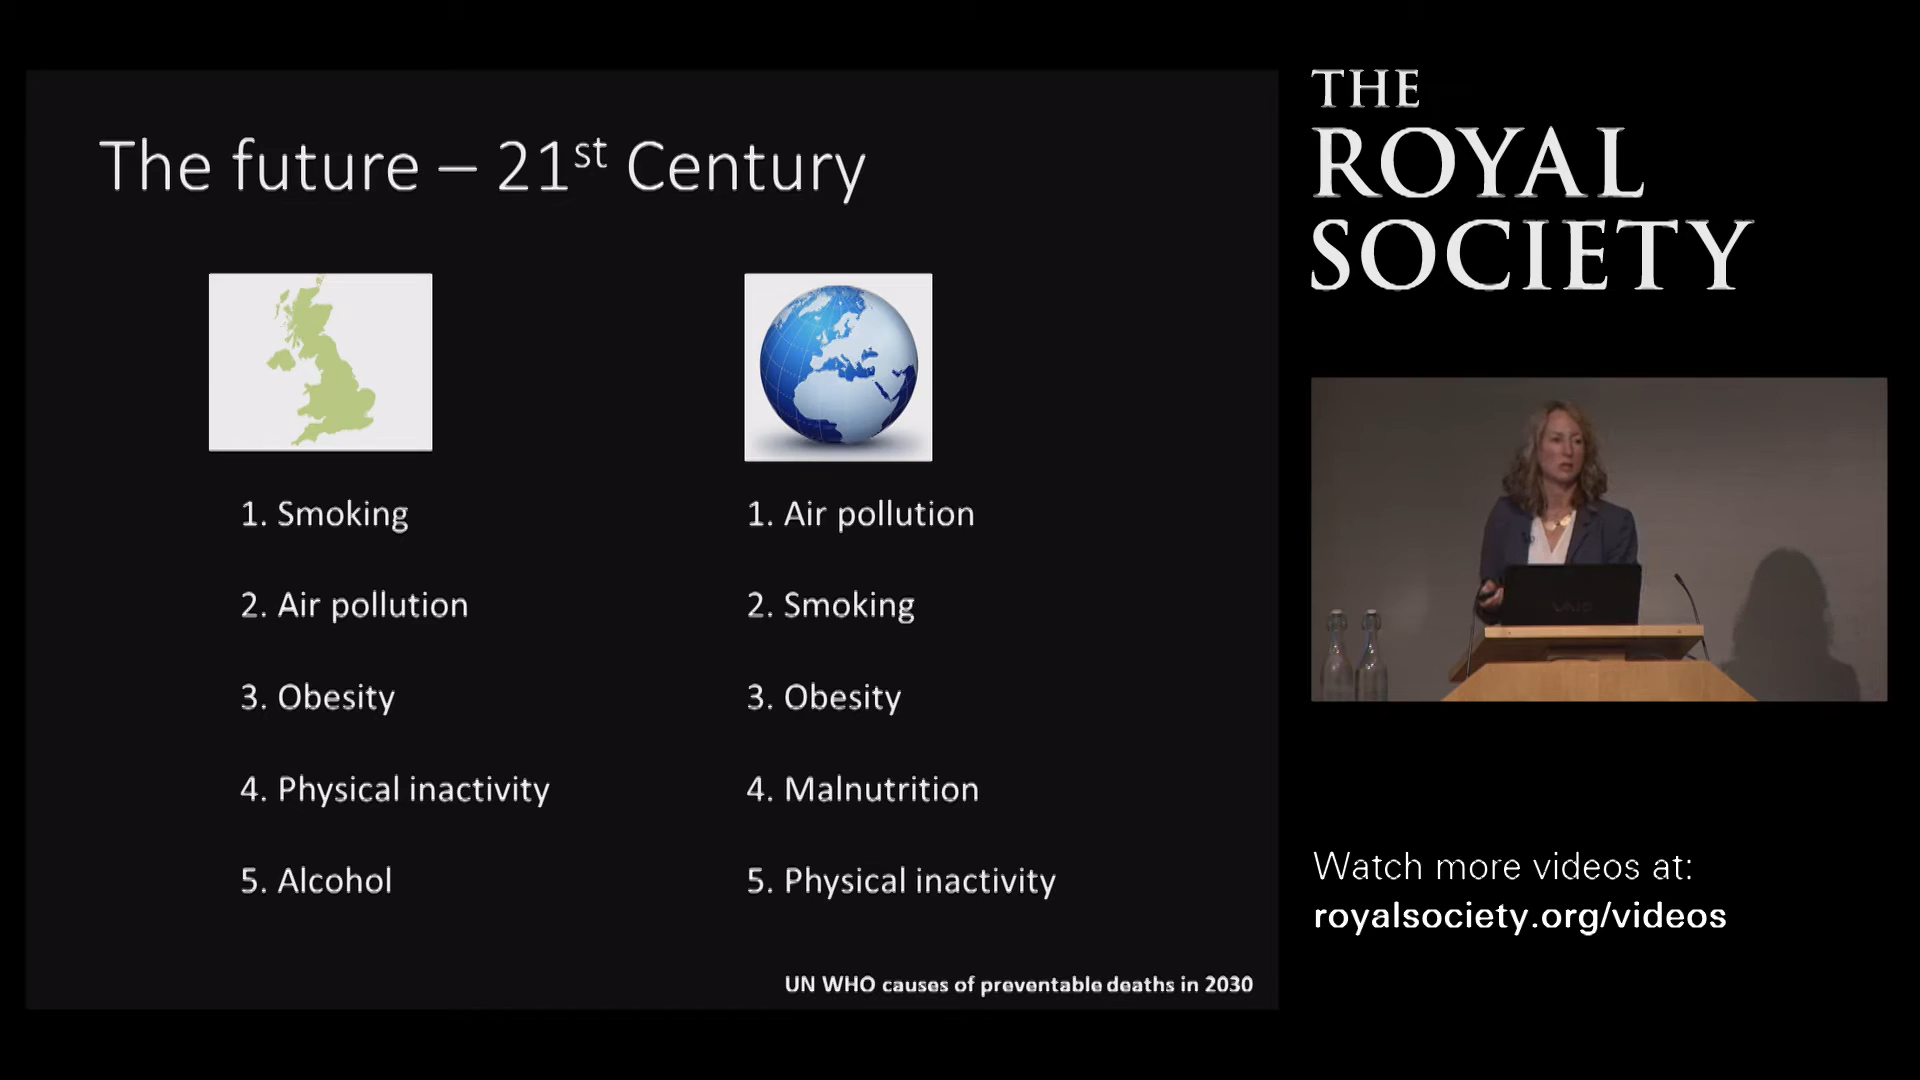 The future – 21st Century
1. Smoking
2. Air pollution
3. Obesity
4. Physical inactivity
5. Alcohol
1. Air pollution
2. Smoking
3. Obesity
4. Malnutrition
5. Physical inactivity
UN WHO causes of preventable deaths in 2030
THE
ROYAL
SOCIETY
VAIO
Watch more videos at:
royalsociety.org/videos